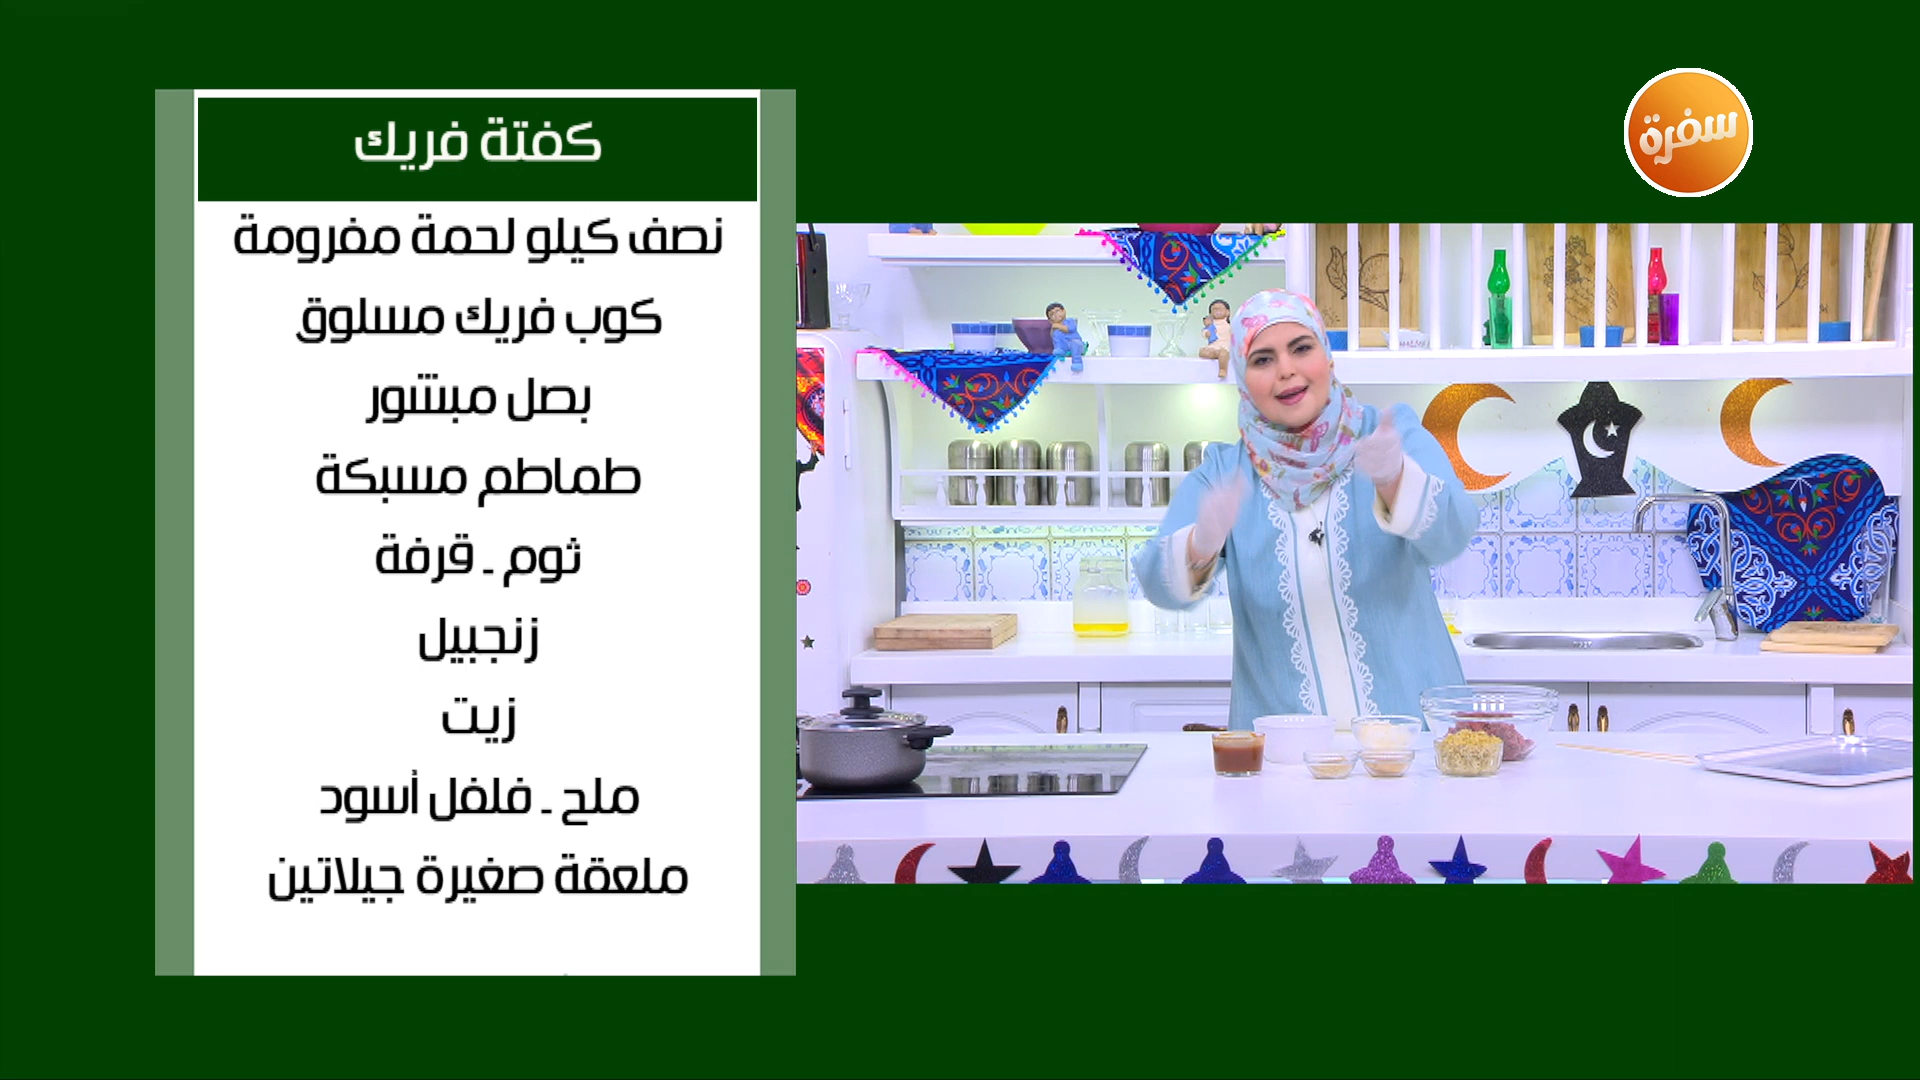 كفتة فريك
نصف كيلو لحمة مفرومة
كوب فريك مسلوق
بصل مبشور
طماطم مسبكة
ثوم - قرفة
زنجبيل
زيت
ملح - فلفل أسود
ملعقة صغيرة جيلاتين
سفرة